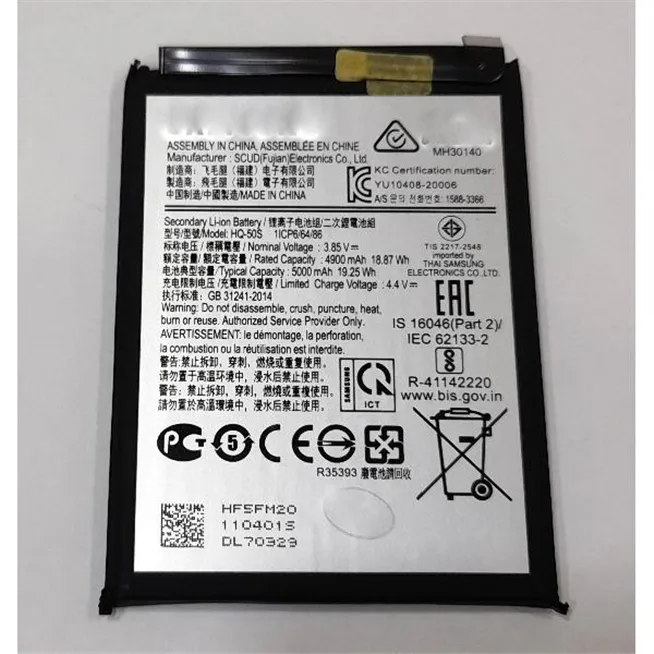 ASSEMBLY IN CHINA, ASSEMBLÉE EN CHINE
Manufacturer : SCUD(Fujian)Electronics Co., Ltd.
制造商: 飞毛腿（福建）电子有限公司
製造商: 飛毛腿（福建）電子有限公司
中国制造/中國製造
MH30140
KC Certification number:
YU10408-20006
A/S 문의 번호: 1588-3366
Secondary Li-ion Battery / 锂离子电池组/二次鋰電池組
型号/型號/Model: HQ-50S 1ICP6/64/86
标称电压 / 標稱電壓 / Nominal Voltage : 3.85V
额定容量 / 額定容量 / Rated Capacity : 4900 mAh 18.87 Wh
电池典型容量/Typical Capacity : 5000 mAh 19.25 Wh
充电限制电压 / 充電限制電壓 / Limited Charge Voltage : 4.4 V
执行标准: GB 31241-2014
TIS 2217-2548
imported by
THAI SAMSUNG
ELECTRONICS CO.,LTD.
Warning: Do not disassemble, crush, puncture, heat,
burn or reuse. Authorized Service Provider Only.
AVERTISSEMENT: le démontage, la perforation,
la combustion ou la réutilisation est interdite.
警告:禁止拆卸，穿刺，燃烧或重复使用。
请勿置于高温环境中，浸水后禁止使用。
警告:禁止拆卸，穿刺，燃燒或重複使用。
請勿置於高溫環境中，浸水後禁止使用。
EAC
IS 16046(Part 2)/
IEC 62133-2
R-41142220
www.bis.gov.in
SAMSUNG
ICT
5
CE
R35393
廢電池請回收
HF5FM20
110401S
DL70329